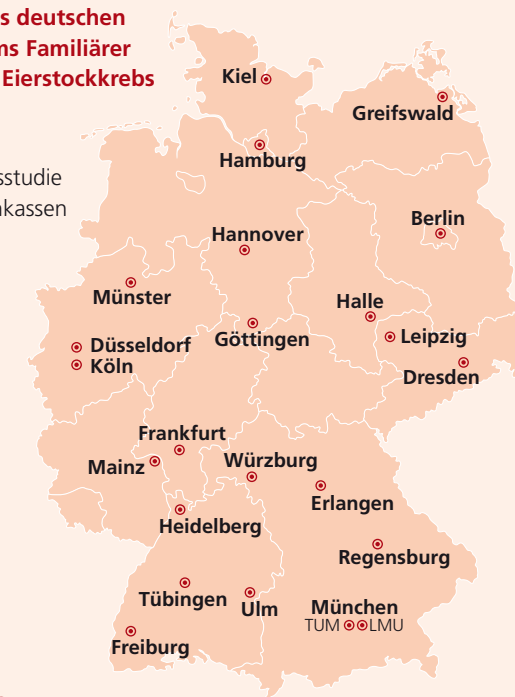 s deutschen
ns Familiärer
Eierstockkrebs
sstudie
nkassen
Kiel
Greifswald
Hamburg
Berlin
Hannover
Münster
Halle
Göttingen
Leipzig
Düsseldorf
Köln
Dresden
Frankfurt
Mainz
Würzburg
Erlangen
Heidelberg
Regensburg
Tübingen
Ulm
München
TUM LMU
Freiburg